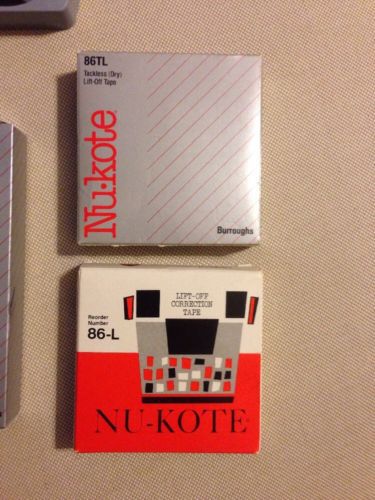 86TL
Tackless (Dry)
Lift-Off Tape
Nu-kote
Burroughs
LIFT-OFF
CORRECTION
TAPE
Reorder
Number
86-L
NU-KOTE